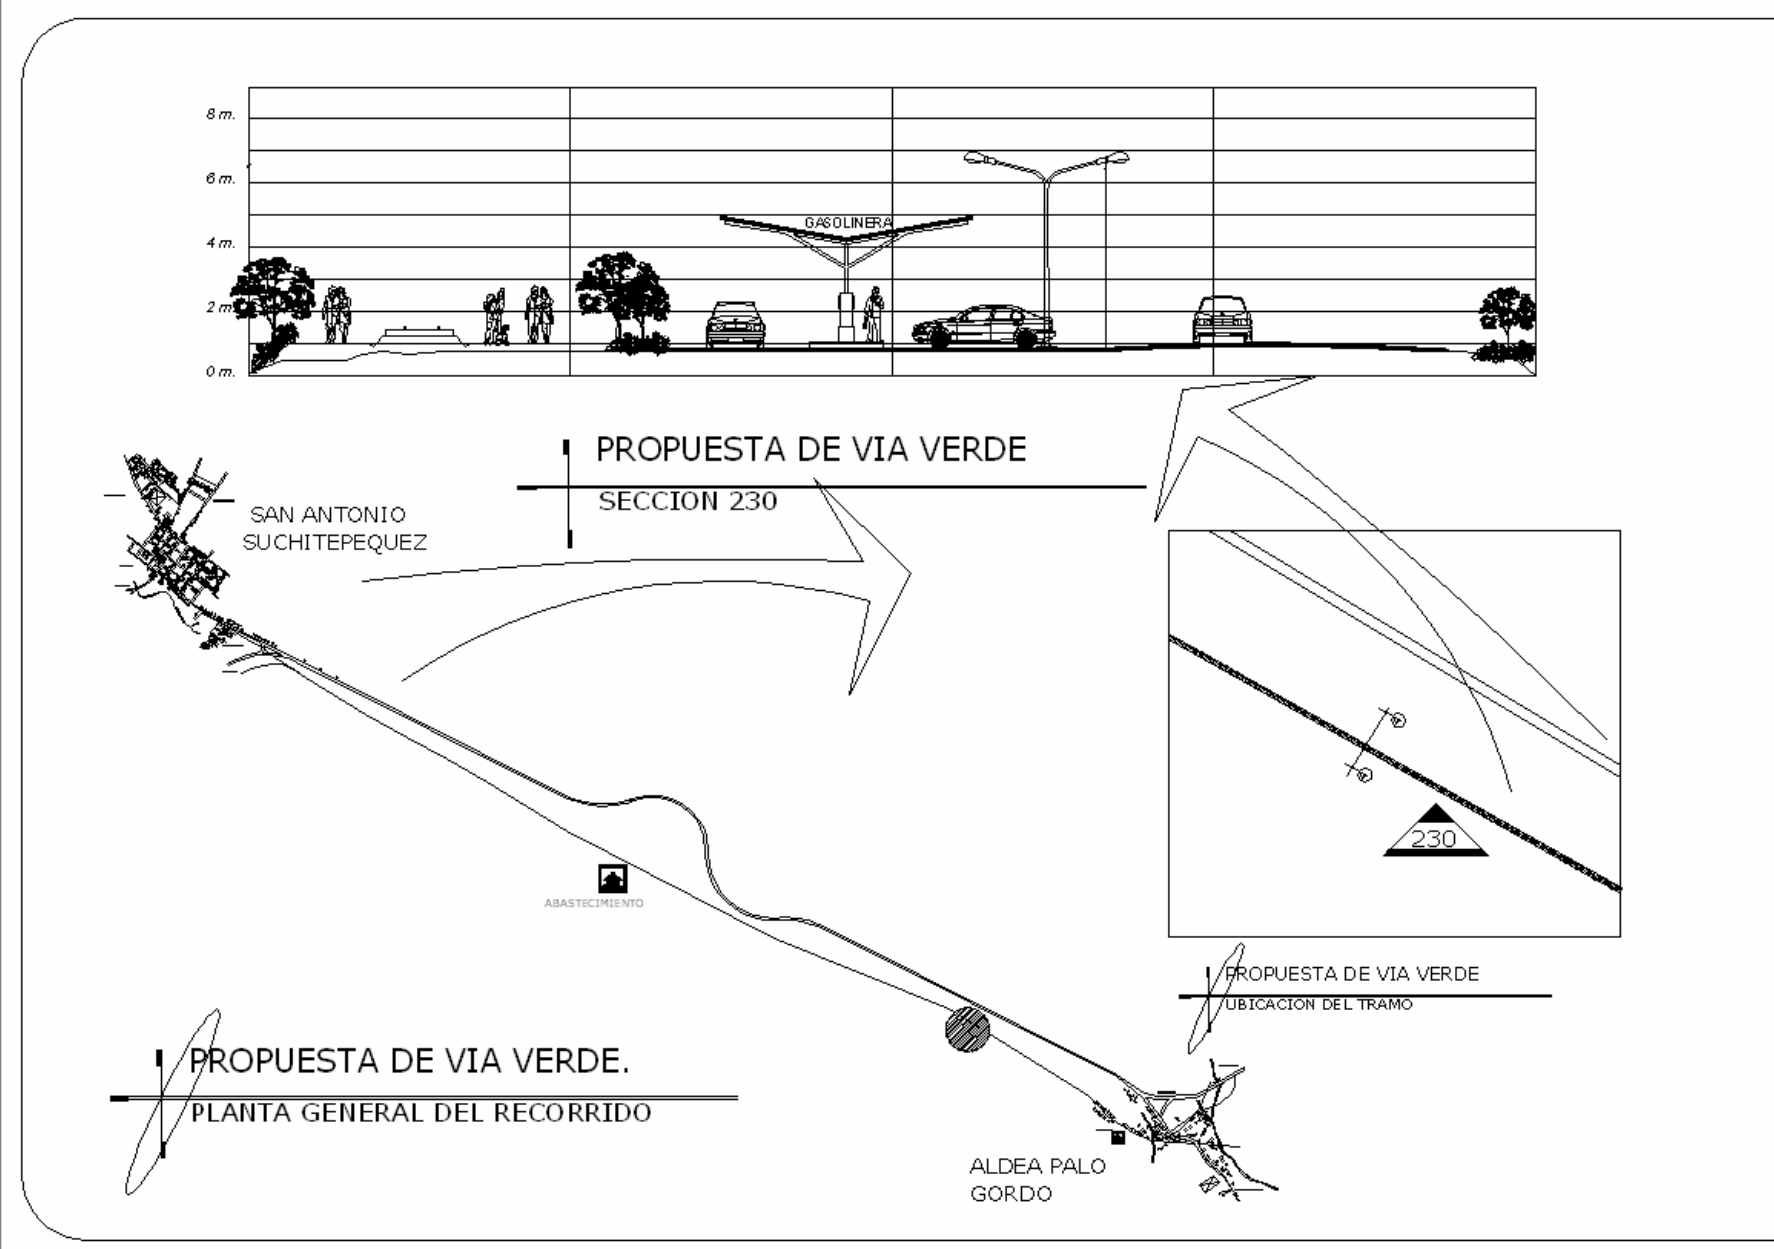 8 m.
6 m.
4 m.
2 m.
0 m.
GASOLINERA
PROPUESTA DE VIA VERDE
SECCION 230
SAN ANTONIO
SUCHITEPEQUEZ
230
ABASTECIMIENTO
PROPUESTA DE VIA VERDE
UBICACION DEL TRAMO
PROPUESTA DE VIA VERDE.
PLANTA GENERAL DEL RECORRIDO
ALDEA PALO
GORDO